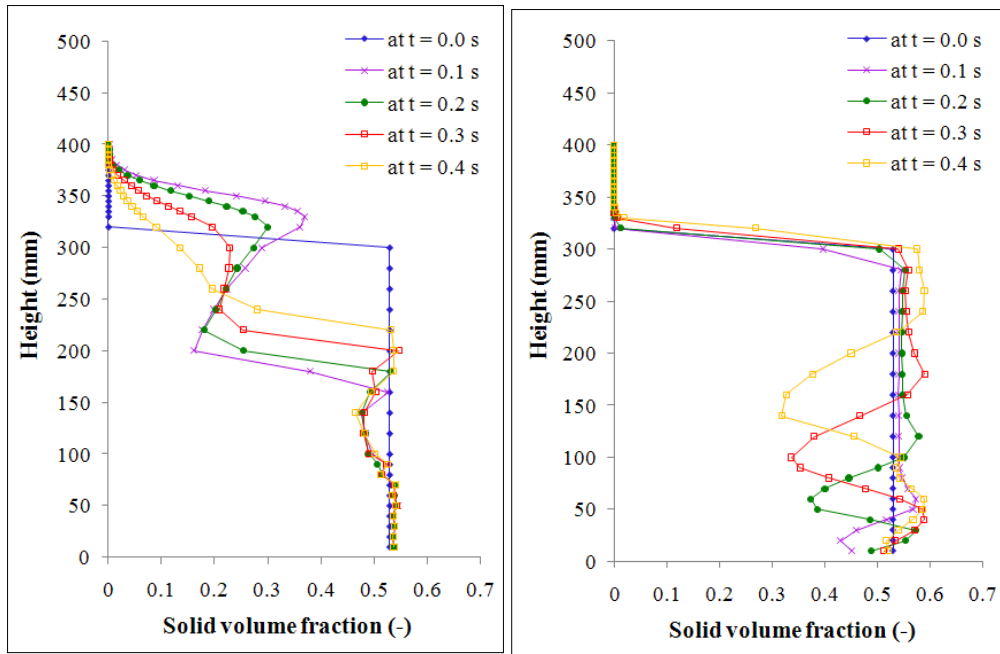 500
450
400
350
300
250
200
150
100
50
0
Height (mm)
at t = 0.0 s
at t = 0.1 s
at t = 0.2 s
at t = 0.3 s
at t = 0.4 s
0 0.1 0.2 0.3 0.4 0.5 0.6 0.7
Solid volume fraction (-)
500
450
400
350
300
250
200
150
100
50
0
Height (mm)
at t = 0.0 s
at t = 0.1 s
at t = 0.2 s
at t = 0.3 s
at t = 0.4 s
0 0.1 0.2 0.3 0.4 0.5 0.6 0.7
Solid volume fraction (-)